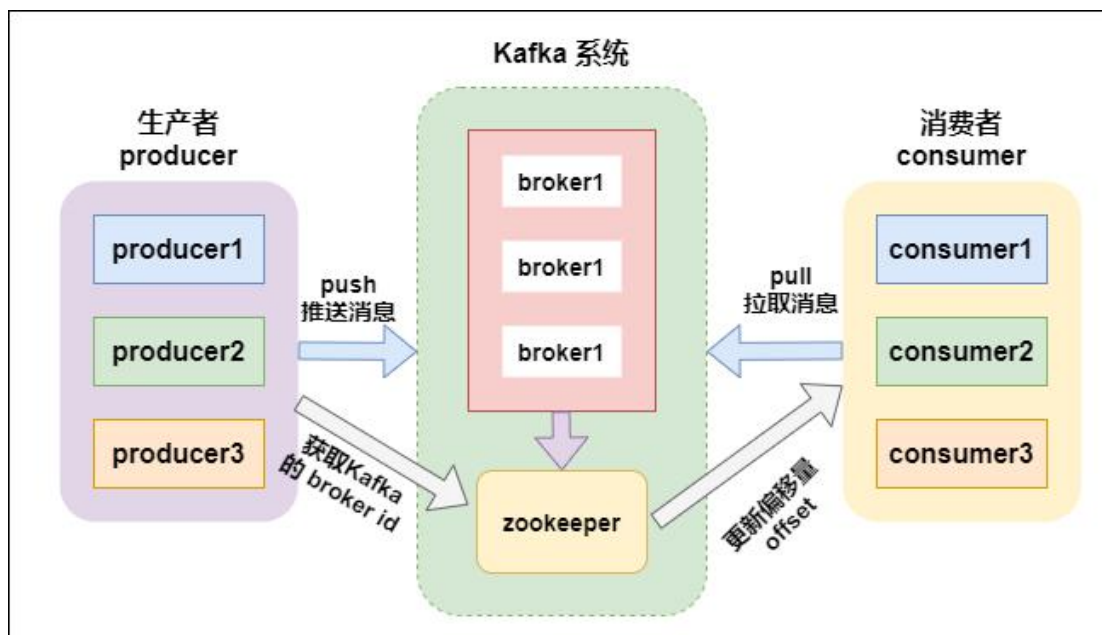 Kafka 系统
生产者
producer
producer1
producer2
producer3
push
推送消息
获取Kafka
的 broker id
broker1
broker1
broker1
zookeeper
pull
拉取消息
更新偏移量
offset
消费者
consumer
consumer1
consumer2
consumer3